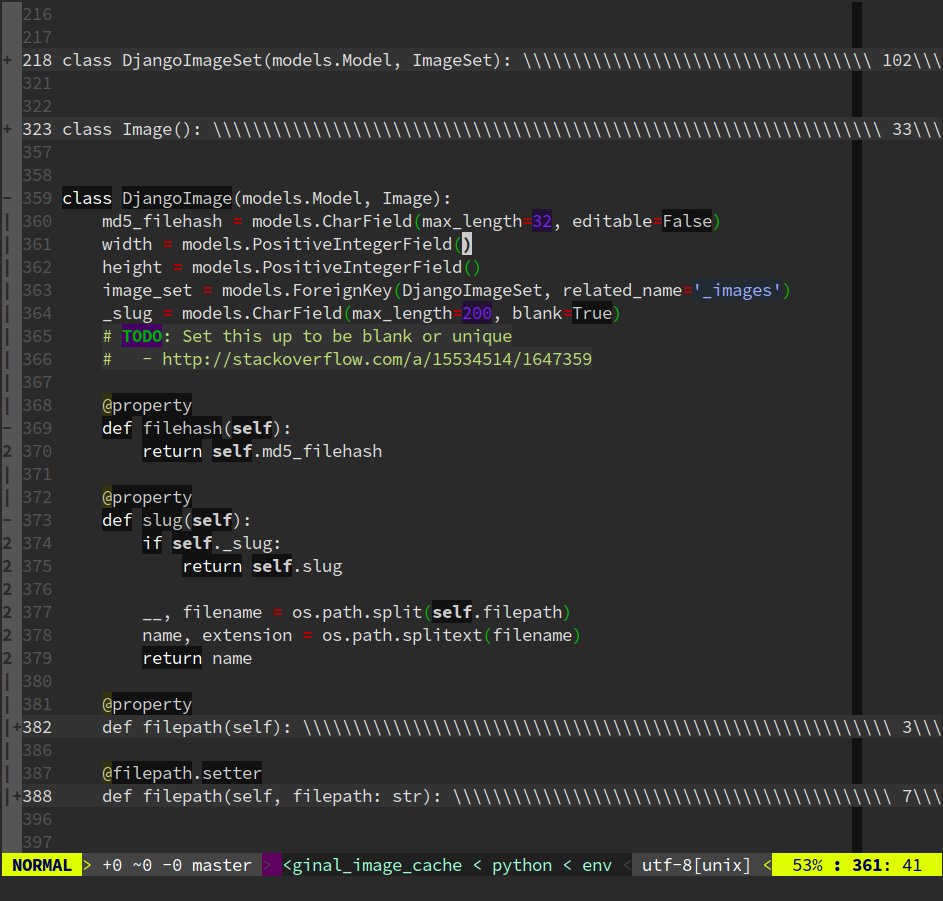 216
217
+ 218 class DjangoImageSet(models.Model, ImageSet): \\\\\\\\\\\\\\\\\\\\\\\\\\\\\\\\\\\ 102\\\
321
322
+ 323 class Image(): \\\\\\\\\\\\\\\\\\\\\\\\\\\\\\\\\\\\\\\\\\\\\\\\\\\\\\\\\\\\\\\\\\\ 33\\\
357
358
- 359 class DjangoImage(models.Model, Image):
| 360     md5_filehash = models.CharField(max_length=32, editable=False)
| 361     width = models.PositiveIntegerField()
| 362     height = models.PositiveIntegerField()
| 363     image_set = models.ForeignKey(DjangoImageSet, related_name='_images')
| 364     _slug = models.CharField(max_length=200, blank=True)
| 365     # TODO: Set this up to be blank or unique
| 366     #   - http://stackoverflow.com/a/15534514/1647359
| 367
| 368     @property
- 369     def filehash(self):
2 370         return self.md5_filehash
| 371
| 372     @property
- 373     def slug(self):
2 374         if self._slug:
2 375             return self.slug
2 376
2 377         __, filename = os.path.split(self.filepath)
2 378         name, extension = os.path.splitext(filename)
2 379         return name
| 380
| 381     @property
|+382     def filepath(self): \\\\\\\\\\\\\\\\\\\\\\\\\\\\\\\\\\\\\\\\\\\\\\\\\\\\\\\\\\\ 3\\\
| 386
| 387     @filepath.setter
|+388     def filepath(self, filepath: str): \\\\\\\\\\\\\\\\\\\\\\\\\\\\\\\\\\\\\\\\\\\\ 7\\\
396
397
NORMAL > +0 ~0 -0 master > <ginal_image_cache < python < env < utf-8[unix] < 53% : 361: 41